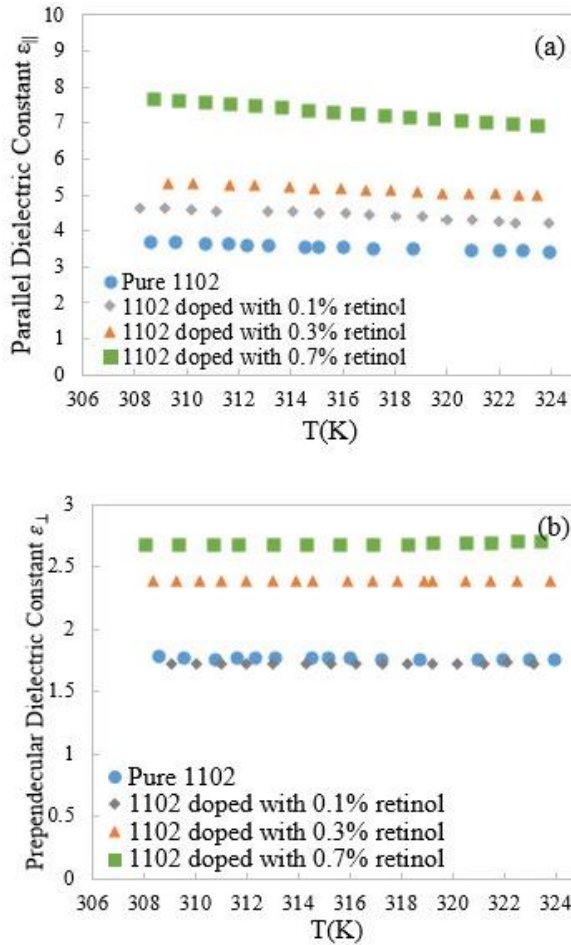 10
9
8
7
6
5
4
3
2
1
0
Parallel Dielectric Constant ε||
(a)
Pure 1102
1102 doped with 0.1% retinol
1102 doped with 0.3% retinol
1102 doped with 0.7% retinol
306 308 310 312 314 316 318 320 322 324
T(K)
3
2.5
2
1.5
1
0.5
0
Prependecular Dielectric Constant ε⊥
(b)
Pure 1102
1102 doped with 0.1% retinol
1102 doped with 0.3% retinol
1102 doped with 0.7% retinol
306 308 310 312 314 316 318 320 322 324
T(K)